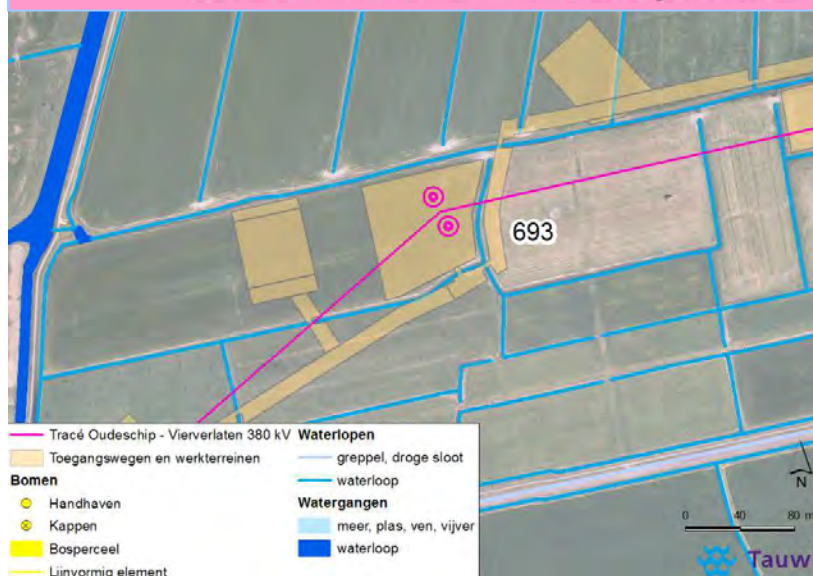 693
Tracé Oudeschip - Vierverlaten 380 kV
Toegangswegen en werkterreinen
Bomen
Handhaven
Kappen
Bosperceel
Lijnvormig element
Waterlopen
greppel, droge sloot
waterloop
Watergangen
meer, plas, ven, vijver
waterloop
N
0 40 80 m
Tauw